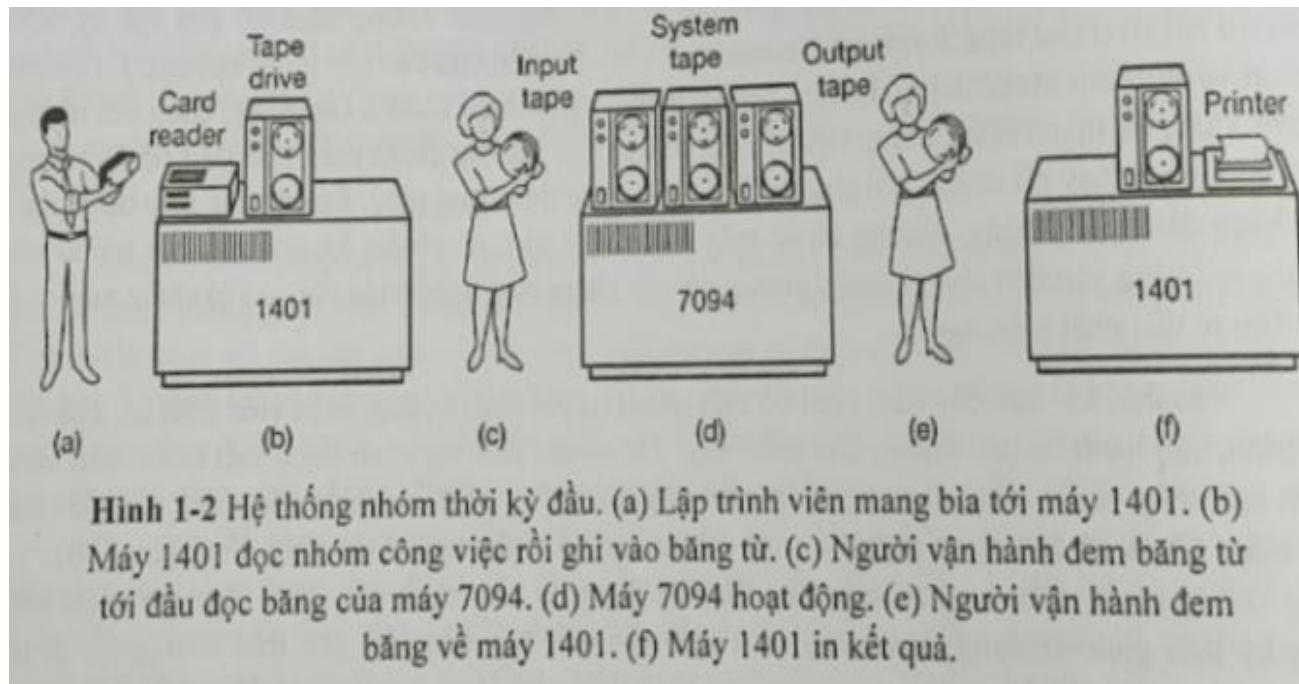 Card
reader
Tape
drive
Input
tape
System
tape
Output
tape
Printer
1401
7094
1401
(a)
(b)
(c)
(d)
(e)
(f)
Hình 1-2 Hệ thống nhóm thời kỳ đầu. (a) Lập trình viên mang bìa tới máy 1401. (b)
Máy 1401 đọc nhóm công việc rồi ghi vào băng từ. (c) Người vận hành đem băng từ
tới đầu đọc băng của máy 7094. (d) Máy 7094 hoạt động. (e) Người vận hành đem
băng về máy 1401. (f) Máy 1401 in kết quả.